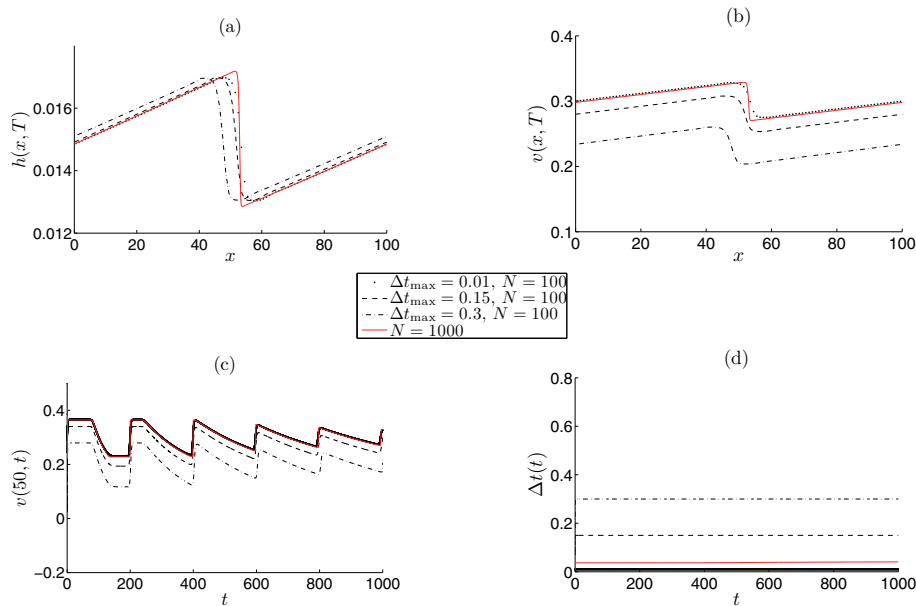 (a)
h(x, T)
0.016
0.014
0.012
0
20
40
60
80
100
x
(b)
v(x, T)
0.4
0.3
0.2
0.1
0
20
40
60
80
100
x
Δt_max = 0.01, N = 100
Δt_max = 0.15, N = 100
Δt_max = 0.3, N = 100
N = 1000
(c)
v(50, t)
0.4
0.2
0
−0.2
0
200
400
600
800
1000
t
(d)
Δt(t)
0.8
0.6
0.4
0.2
0
0
200
400
600
800
1000
t